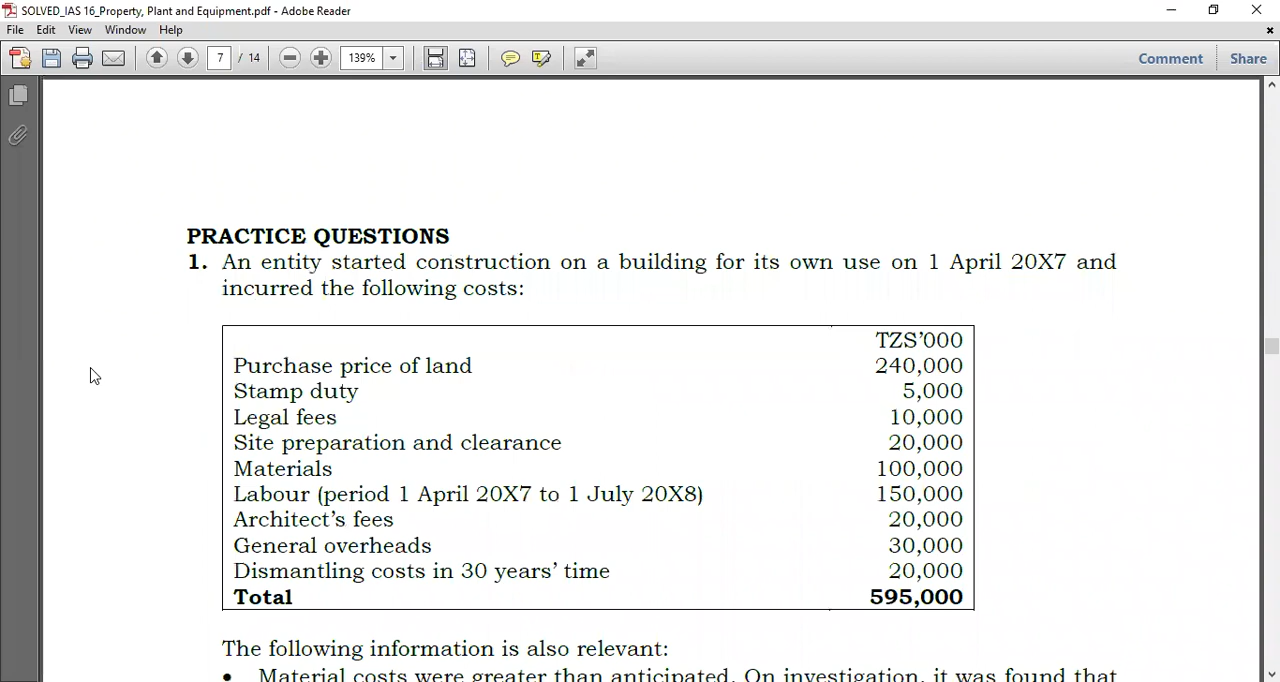 SOLVED_IAS 16_Property, Plant and Equipment.pdf - Adobe Reader
File Edit View Window Help
7 / 14 139% Comment Share
PRACTICE QUESTIONS
1. An entity started construction on a building for its own use on 1 April 20X7 and
incurred the following costs:
TZS'000
Purchase price of land 240,000
Stamp duty 5,000
Legal fees 10,000
Site preparation and clearance 20,000
Materials 100,000
Labour (period 1 April 20X7 to 1 July 20X8) 150,000
Architect's fees 20,000
General overheads 30,000
Dismantling costs in 30 years' time 20,000
Total 595,000
The following information is also relevant:
• Material costs were greater than anticipated. On investigation, it was found that